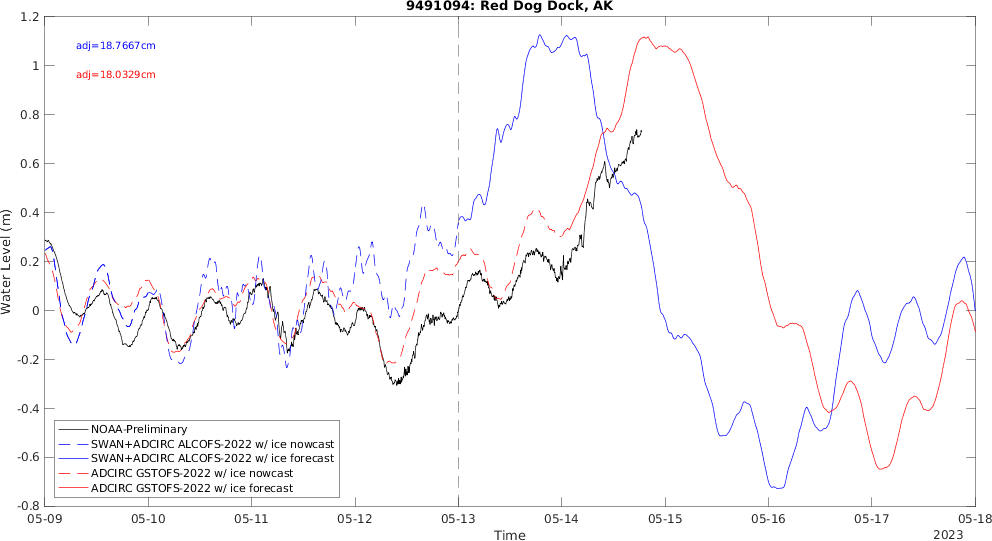 9491094: Red Dog Dock, AK
adj=18.7667cm
adj=18.0329cm
Water Level (m)
1.2
1
0.8
0.6
0.4
0.2
0
-0.2
-0.4
-0.6
-0.8
NOAA-Preliminary
SWAN+ADCIRC ALCOFS-2022 w/ ice nowcast
SWAN+ADCIRC ALCOFS-2022 w/ ice forecast
ADCIRC GSTOFS-2022 w/ ice nowcast
ADCIRC GSTOFS-2022 w/ ice forecast
05-09 05-10 05-11 05-12 05-13 05-14 05-15 05-16 05-17 05-18
Time
2023